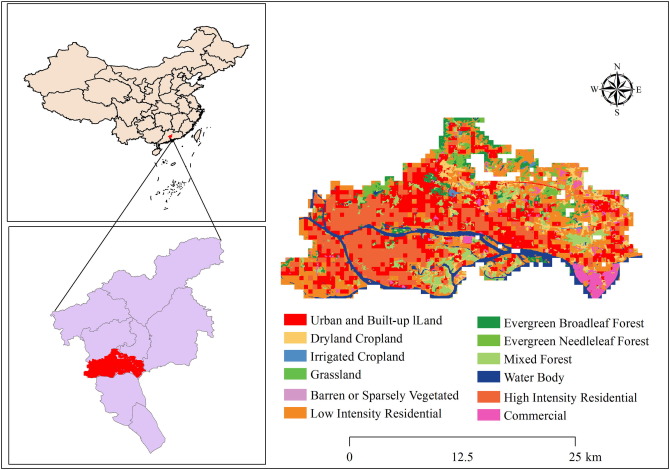 N
W E
S
Urban and Built-up lLand
Dryland Cropland
Irrigated Cropland
Grassland
Barren or Sparsely Vegetated
Low Intensity Residential
Evergreen Broadleaf Forest
Evergreen Needleleaf Forest
Mixed Forest
Water Body
High Intensity Residential
Commercial
0 12.5 25 km